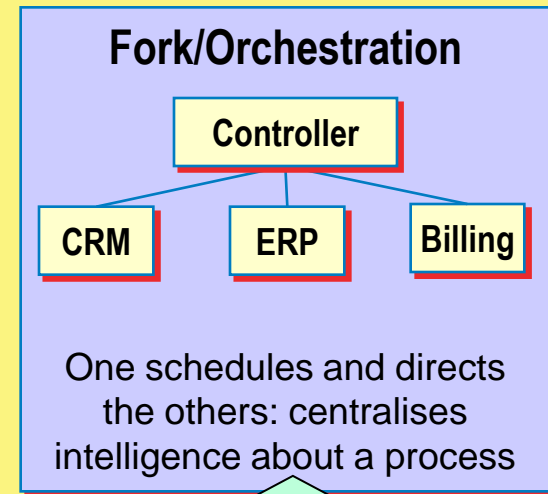 Fork/Orchestration
Controller
CRM ERP Billing
One schedules and directs
the others: centralises
intelligence about a process